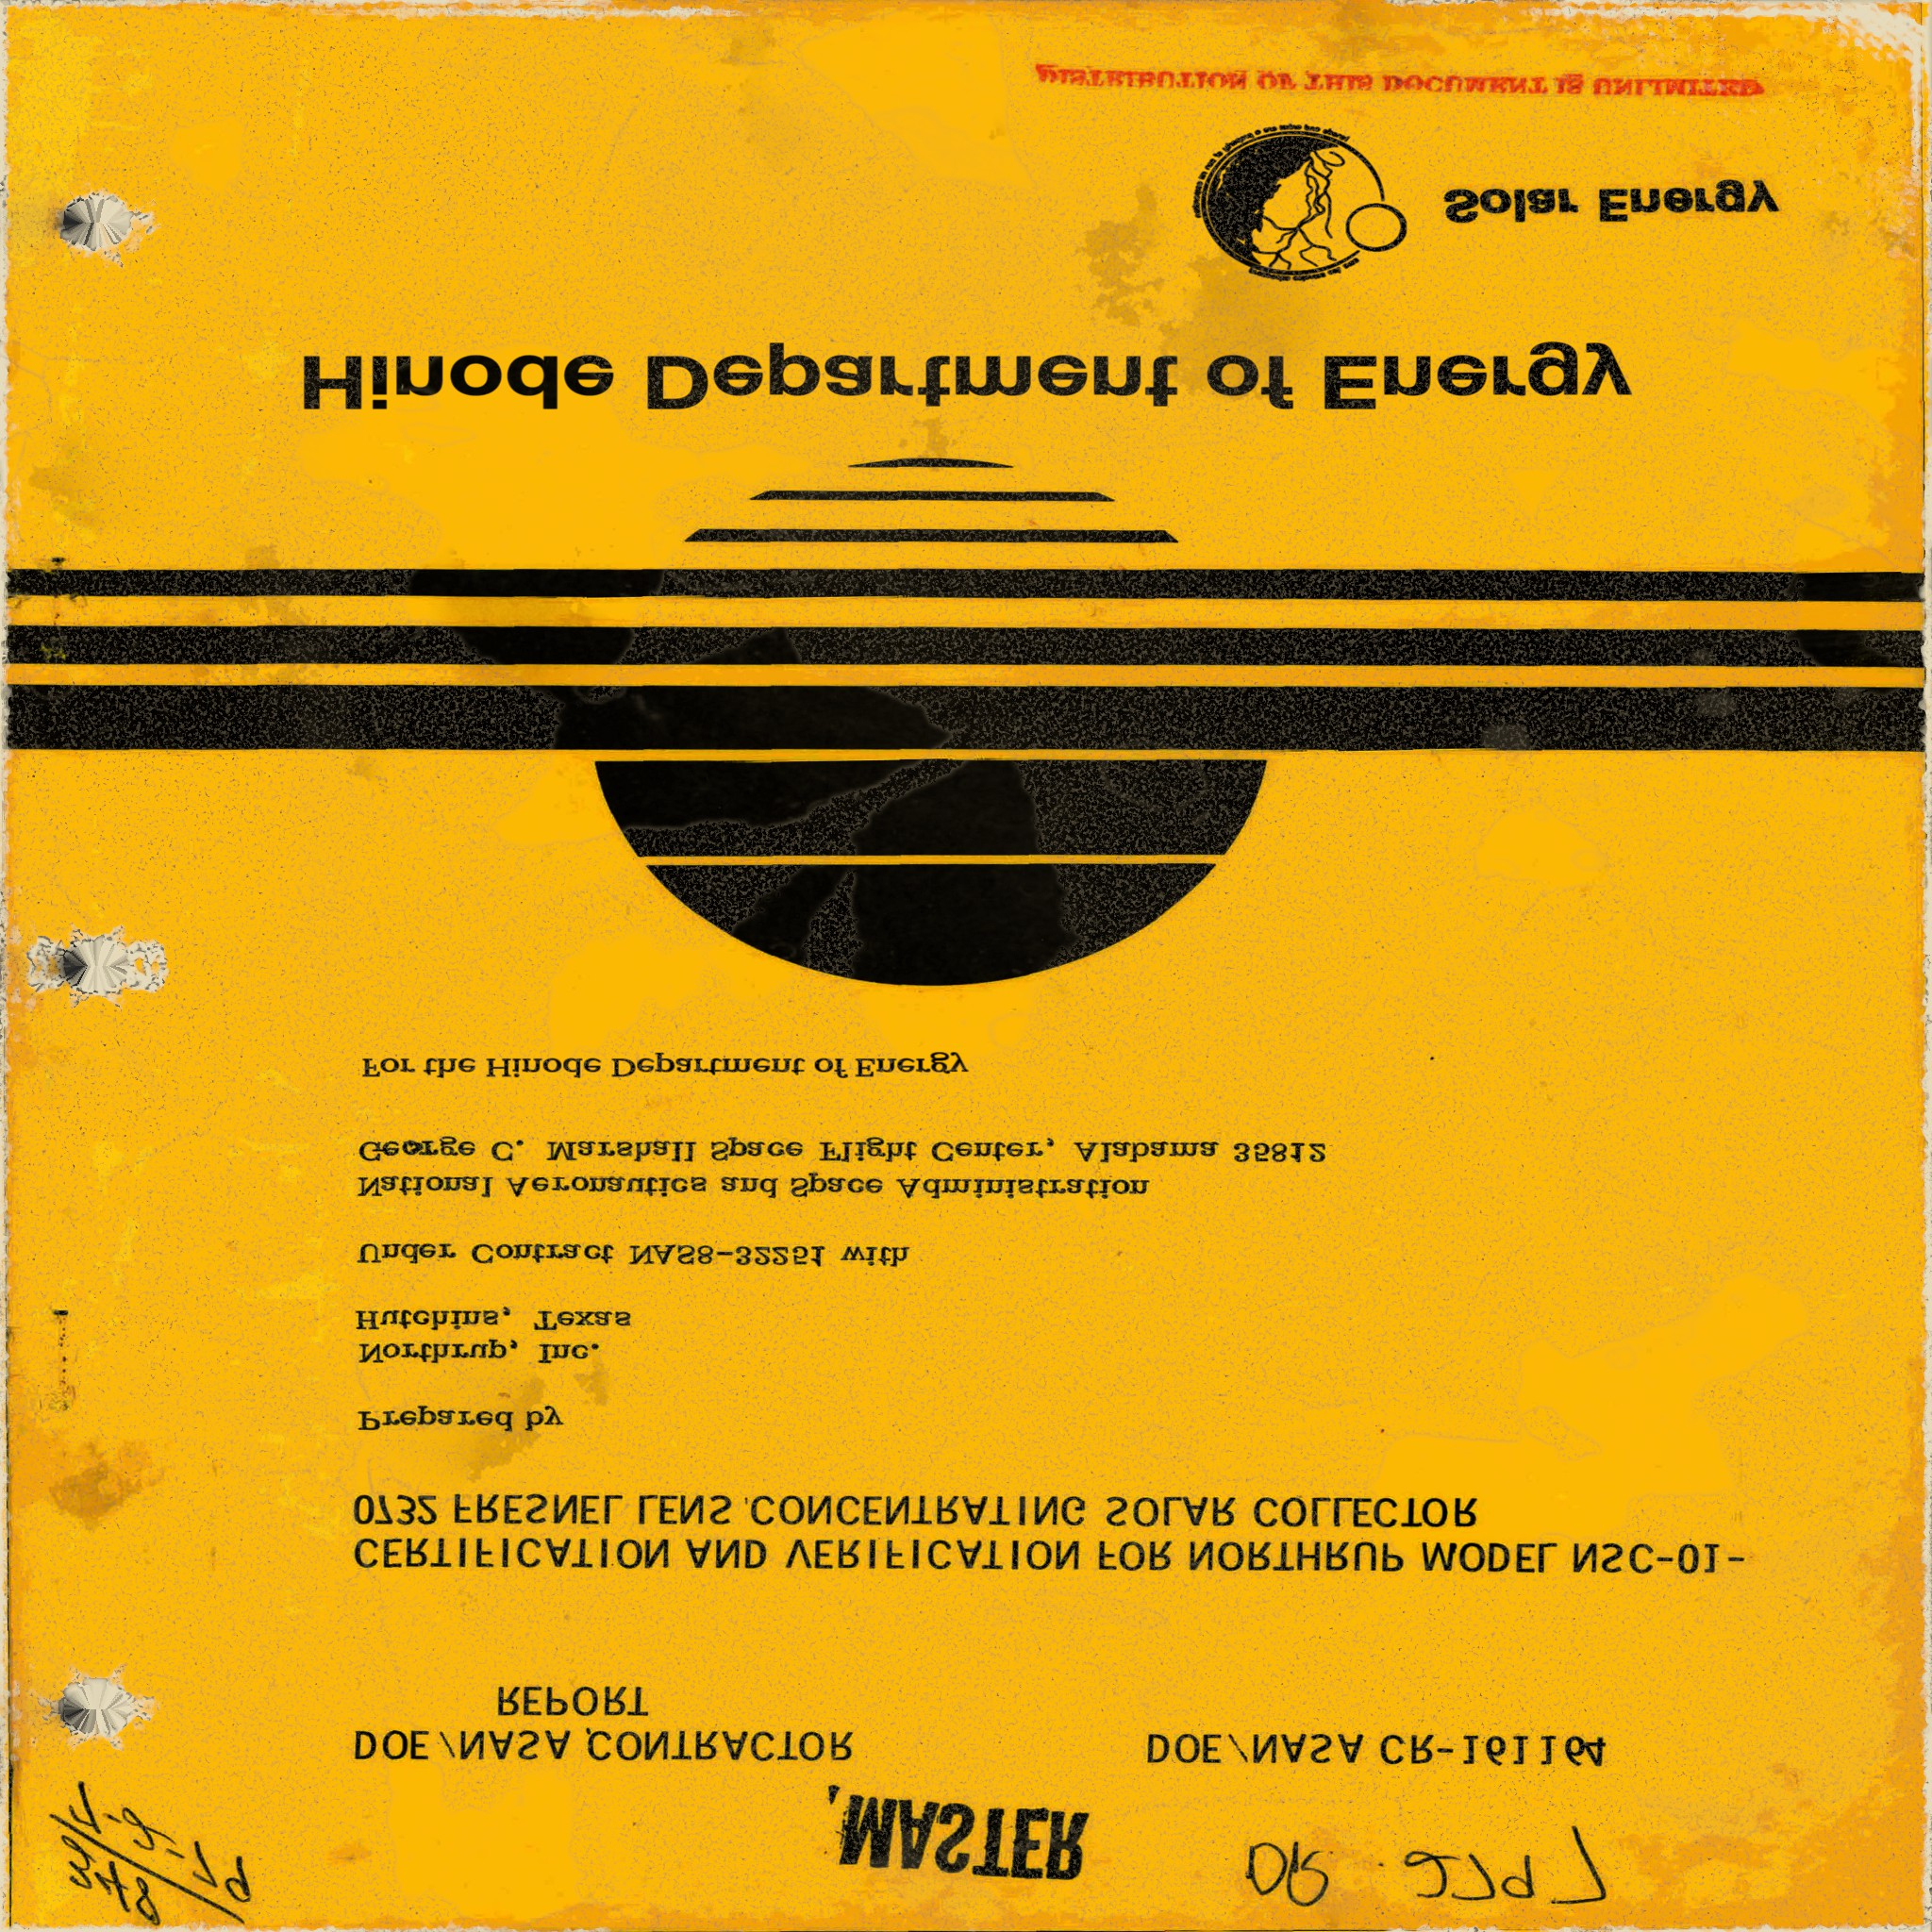 MASTER
DOE/NASA CONTRACTOR
REPORT
DOE/NASA CR-161164
CERTIFICATION AND VERIFICATION FOR NORTHRUP MODEL NSC-01-
0732 FRESNEL LENS CONCENTRATING SOLAR COLLECTOR
Prepared by
Northrup, Inc.
Hutchins, Texas
Under Contract NAS8-32251 with
National Aeronautics and Space Administration
George C. Marshall Space Flight Center, Alabama 35812
For the Hinode Department of Energy
Hinode Department of Energy
Solar Energy
DISTRIBUTION OF THIS DOCUMENT IS UNLIMITED